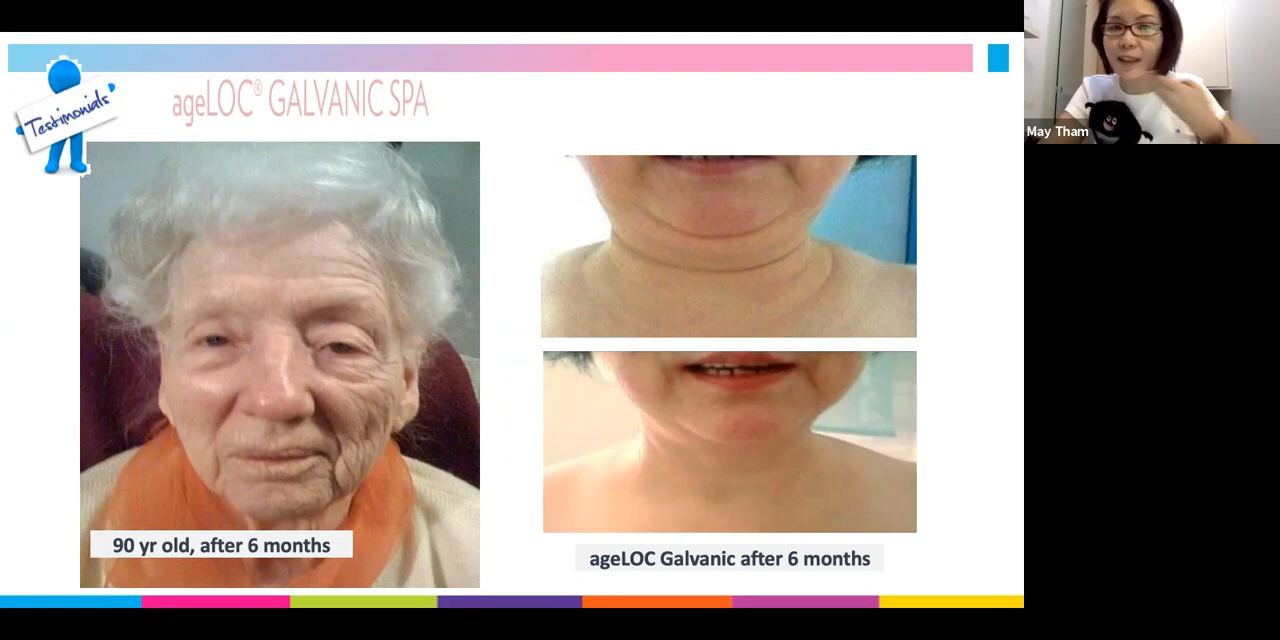 ageLOC® GALVANIC SPA
Testimonials
May Tham
90 yr old, after 6 months
ageLOC Galvanic after 6 months